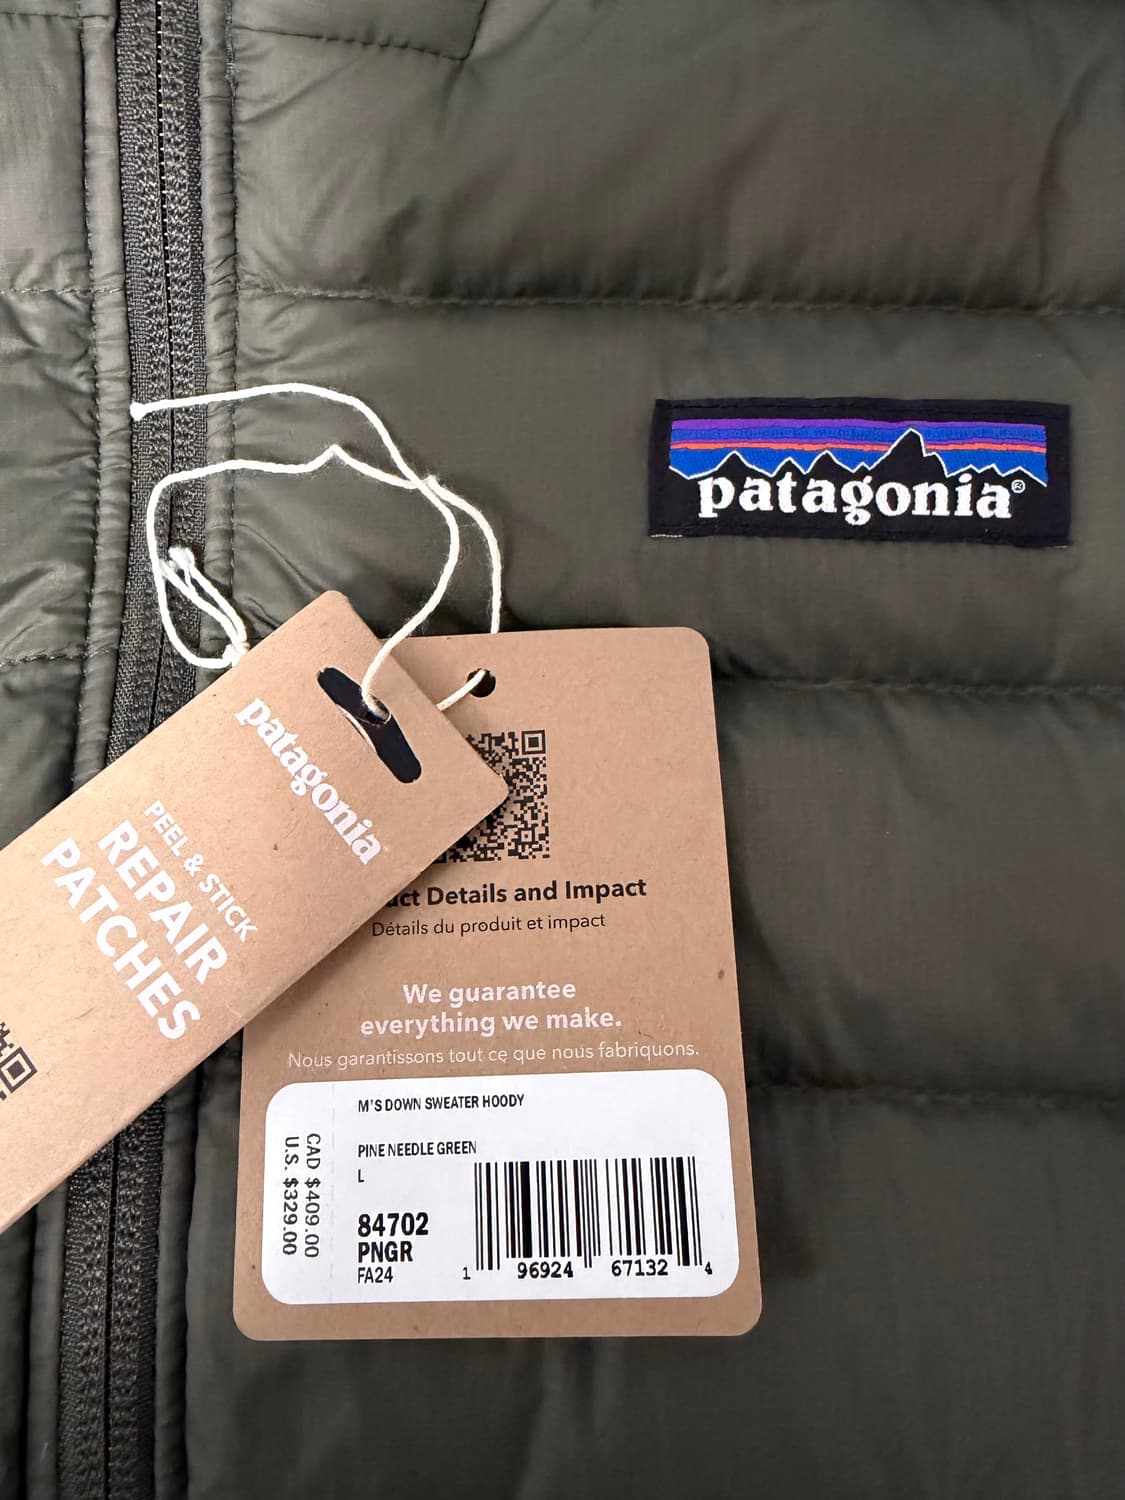 patagonia®
patagonia
PEEL & STICK
REPAIR
PATCHES
Details and Impact
Détails du produit et impact
We guarantee
everything we make.
Nous garantissons tout ce que nous fabriquons.
M'S DOWN SWEATER HOODY
PINE NEEDLE GREEN
L
84702
PNGR
FA24
CAD $409.00
U.S. $329.00
1 96924 67132 4